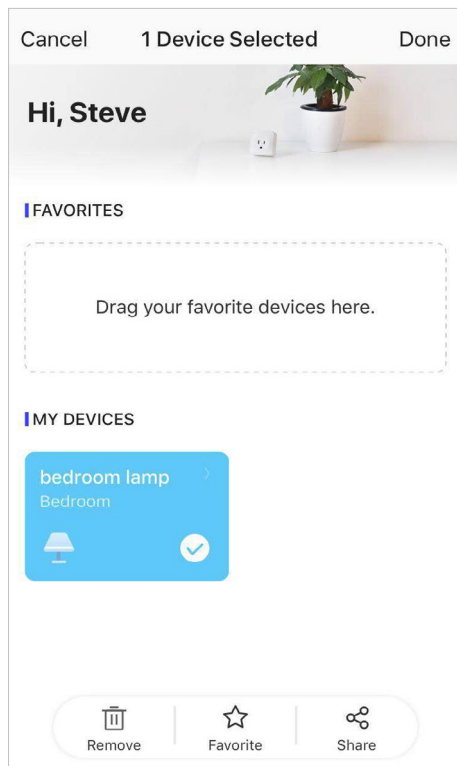 Cancel 1 Device Selected Done
Hi, Steve
FAVORITES
Drag your favorite devices here.
MY DEVICES
bedroom lamp
Bedroom
Remove Favorite Share